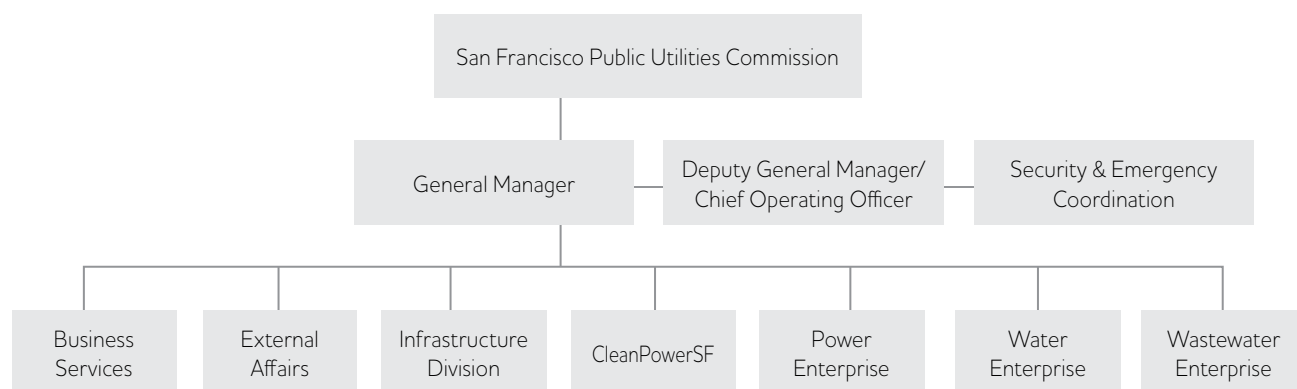 San Francisco Public Utilities Commission
General Manager
Deputy General Manager/
Chief Operating Officer
Security & Emergency
Coordination
Business
Services
External
Affairs
Infrastructure
Division
CleanPowerSF
Power
Enterprise
Water
Enterprise
Wastewater
Enterprise